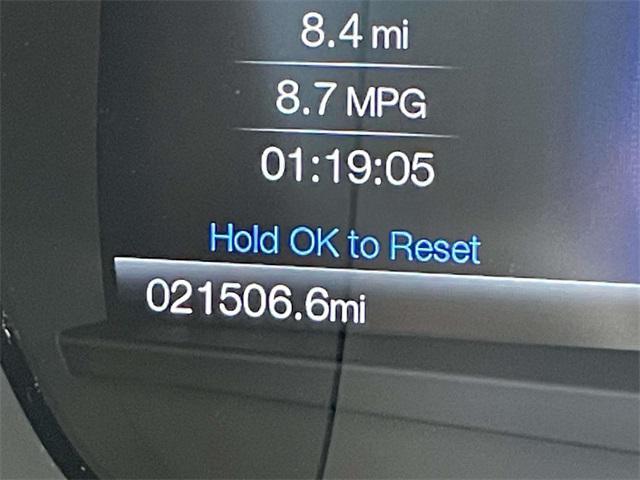 8.4 mi
8.7 MPG
01:19:05
Hold OK to Reset
021506.6mi